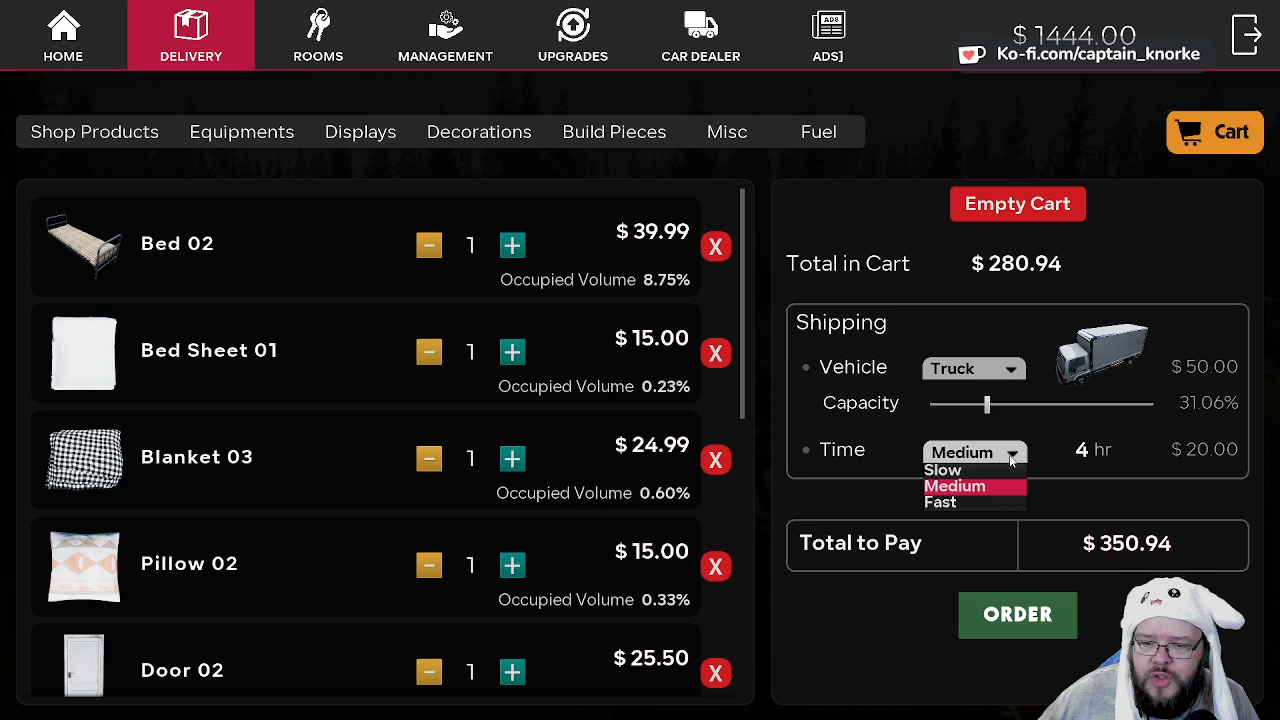 HOME
DELIVERY
ROOMS
MANAGEMENT
UPGRADES
CAR DEALER
ADS
ADS]
$ 1444.00
Ko-fi.com/captain_knorke
Shop Products
Equipments
Displays
Decorations
Build Pieces
Misc
Fuel
Cart
Bed 02
− 1 +
$ 39.99
X
Occupied Volume 8.75%
Bed Sheet 01
− 1 +
$ 15.00
X
Occupied Volume 0.23%
Blanket 03
− 1 +
$ 24.99
X
Occupied Volume 0.60%
Pillow 02
− 1 +
$ 15.00
X
Occupied Volume 0.33%
Door 02
− 1 +
$ 25.50
X
Empty Cart
Total in Cart $ 280.94
Shipping
Vehicle Truck $ 50.00
Capacity 31.06%
Time Medium 4 hr $ 20.00
Slow
Medium
Fast
Total to Pay $ 350.94
ORDER